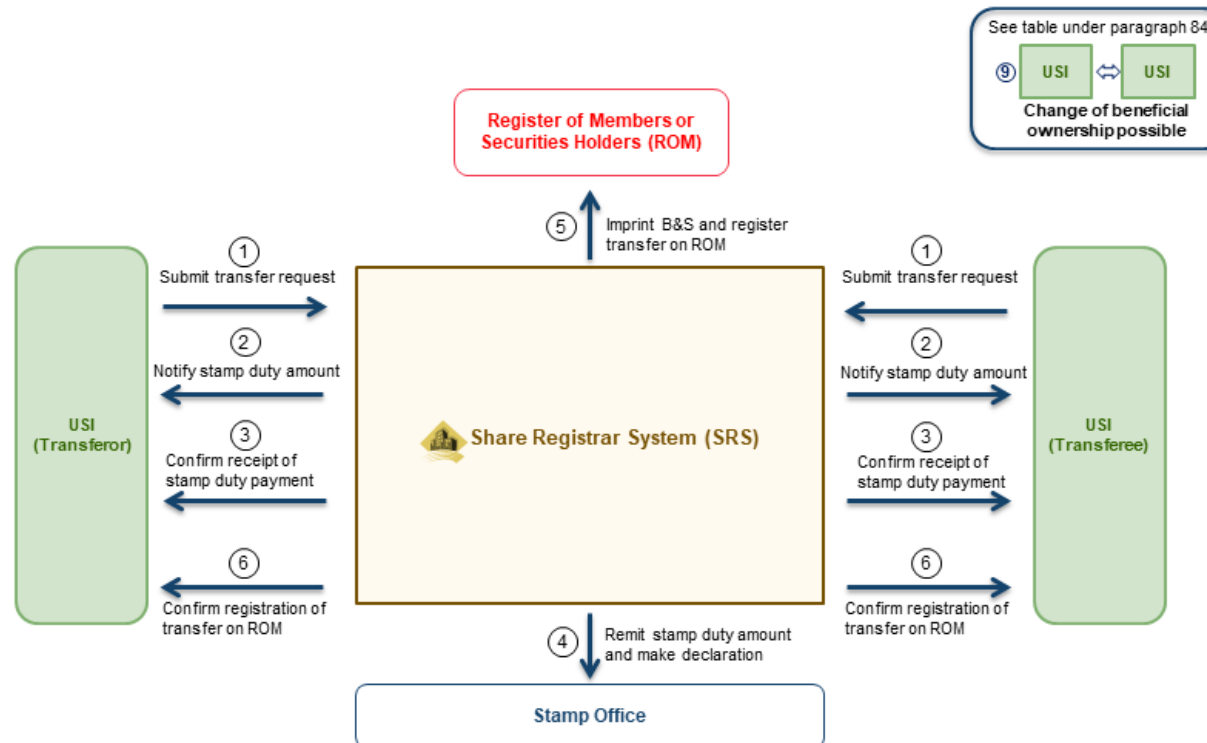 See table under paragraph 84
⑨ USI ⇔ USI
Change of beneficial
ownership possible
Register of Members or
Securities Holders (ROM)
5
Imprint B&S and register
transfer on ROM
1
Submit transfer request
1
Submit transfer request
2
Notify stamp duty amount
2
Notify stamp duty amount
USI
(Transferor)
Share Registrar System (SRS)
USI
(Transferee)
3
Confirm receipt of
stamp duty payment
3
Confirm receipt of
stamp duty payment
6
Confirm registration of
transfer on ROM
6
Confirm registration of
transfer on ROM
4
Remit stamp duty amount
and make declaration
Stamp Office